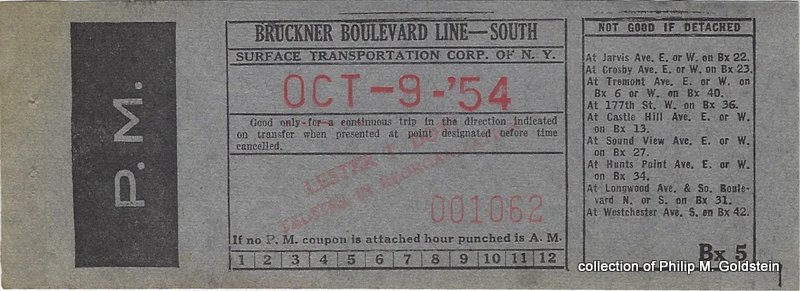 P. M.
BRUCKNER BOULEVARD LINE—SOUTH
SURFACE TRANSPORTATION CORP. OF N. Y.
OCT-9-'54
Good only for a continuous trip in the direction indicated
on transfer when presented at point designated before time
cancelled.
LESTER T.
TRUSTEE IN REORGANIZATION
001062
If no P. M. coupon is attached hour punched is A. M.
1 2 3 4 5 6 7 8 9 10 11 12
NOT GOOD IF DETACHED
At Jarvis Ave. E. or W. on Bx 22.
At Crosby Ave. E. or W. on Bx 23.
At Tremont Ave. E. or W. on
Bx 6 or W. on Bx 40.
At 177th St. W. on Bx 36.
At Castle Hill Ave. E. or W.
on Bx 13.
At Sound View Ave. E. or W.
on Bx 27.
At Hunts Point Ave. E. or W.
on Bx 34.
At Longwood Ave. & So. Boule-
vard N. or S. on Bx 31.
At Westchester Ave. S. on Bx 42.
Bx 5
collection of Philip M. Goldstein